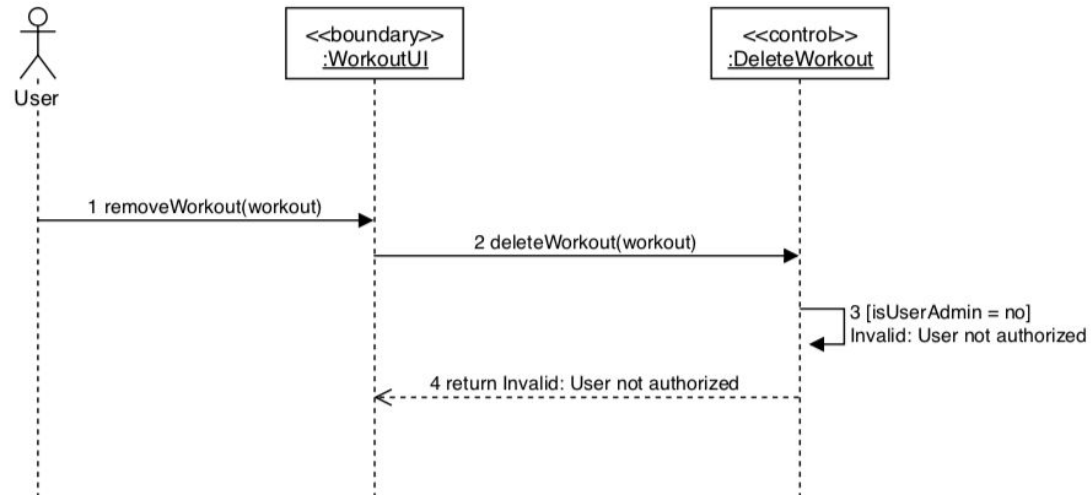 <<boundary>>
:WorkoutUI
<<control>>
:DeleteWorkout
User
1 removeWorkout(workout)
2 deleteWorkout(workout)
3 [isUserAdmin = no]
Invalid: User not authorized
4 return Invalid: User not authorized